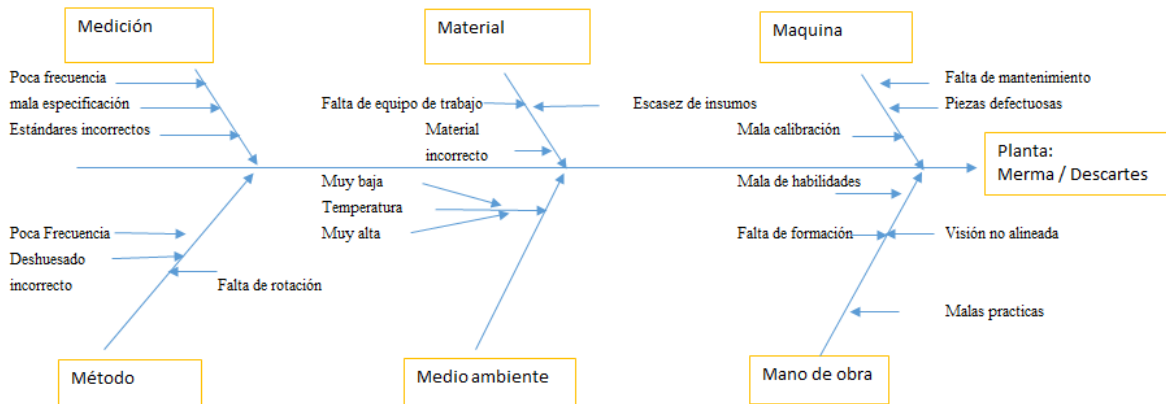 Medición
Material
Maquina
Poca frecuencia
mala especificación
Estándares incorrectos
Falta de equipo de trabajo
Material
incorrecto
Escasez de insumos
Falta de mantenimiento
Piezas defectuosas
Mala calibración
Planta:
Merma / Descartes
Poca Frecuencia
Deshuesado
incorrecto
Falta de rotación
Muy baja
Temperatura
Muy alta
Mala de habilidades
Falta de formación
Visión no alineada
Malas practicas
Método
Medio ambiente
Mano de obra